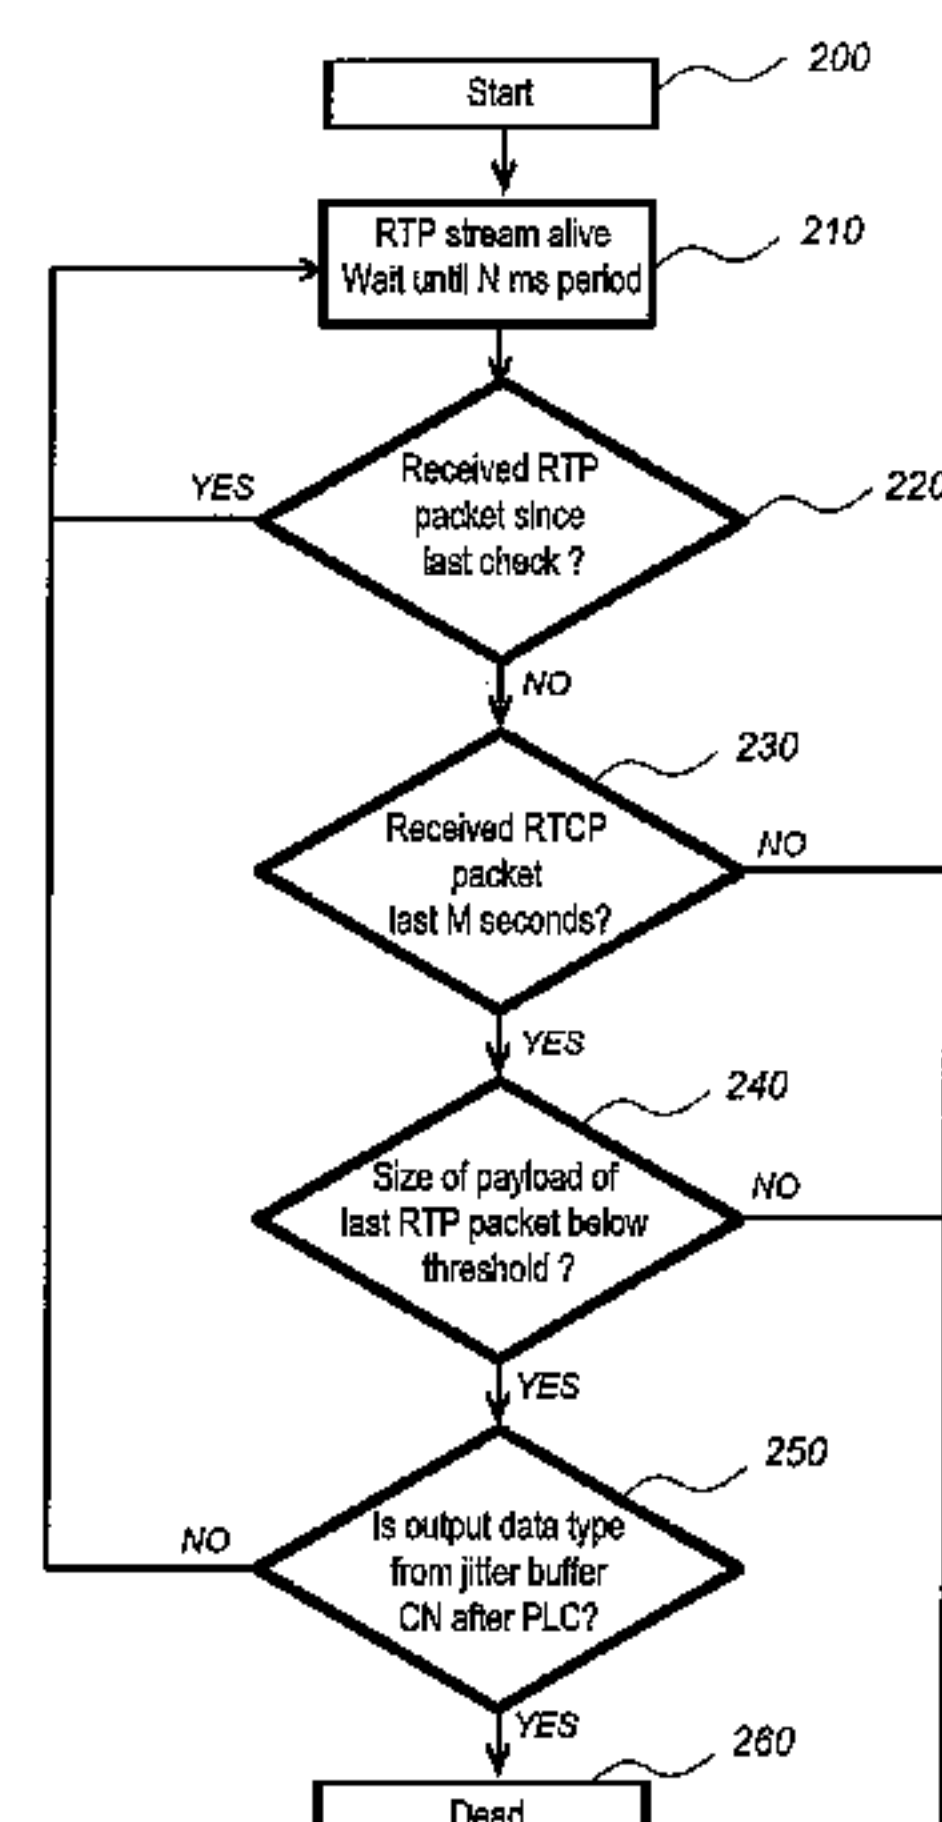 200
Start
210
RTP stream alive
Wait until N ms period
YES
220
Received RTP
packet since
last check ?
NO
230
Received RTCP
packet
last M seconds?
NO
YES
240
Size of payload of
last RTP packet below
threshold ?
NO
YES
250
Is output data type
from jitter buffer
CN after PLC?
NO
YES
260
Dead